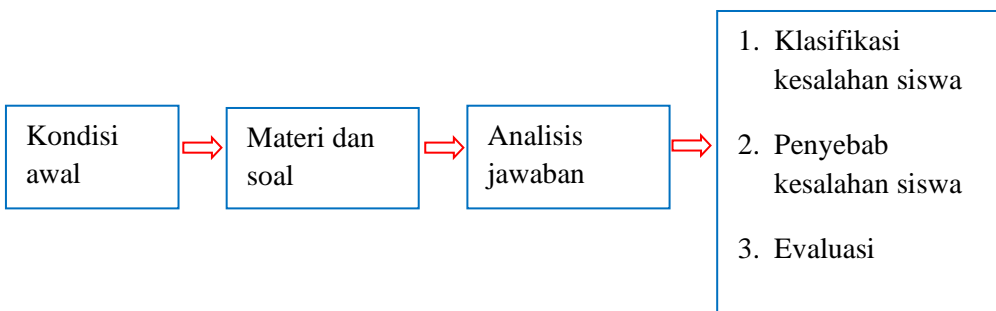 Kondisi
awal
Materi dan
soal
Analisis
jawaban
1. Klasifikasi
kesalahan siswa
2. Penyebab
kesalahan siswa
3. Evaluasi